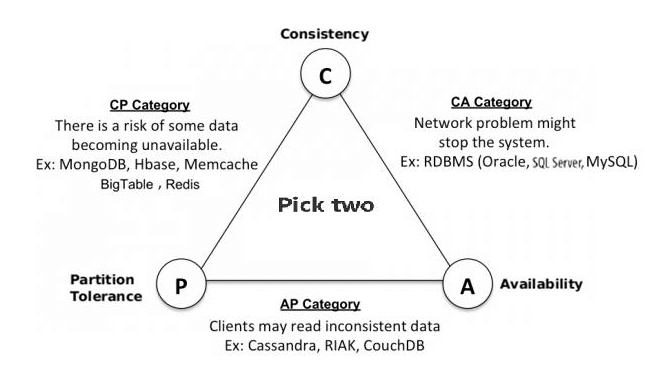 Consistency
C
CP Category
There is a risk of some data
becoming unavailable.
Ex: MongoDB, Hbase, Memcache
BigTable , Redis
CA Category
Network problem might
stop the system.
Ex: RDBMS (Oracle, SQL Server, MySQL)
Pick two
Partition
Tolerance
P
A
Availability
AP Category
Clients may read inconsistent data
Ex: Cassandra, RIAK, CouchDB